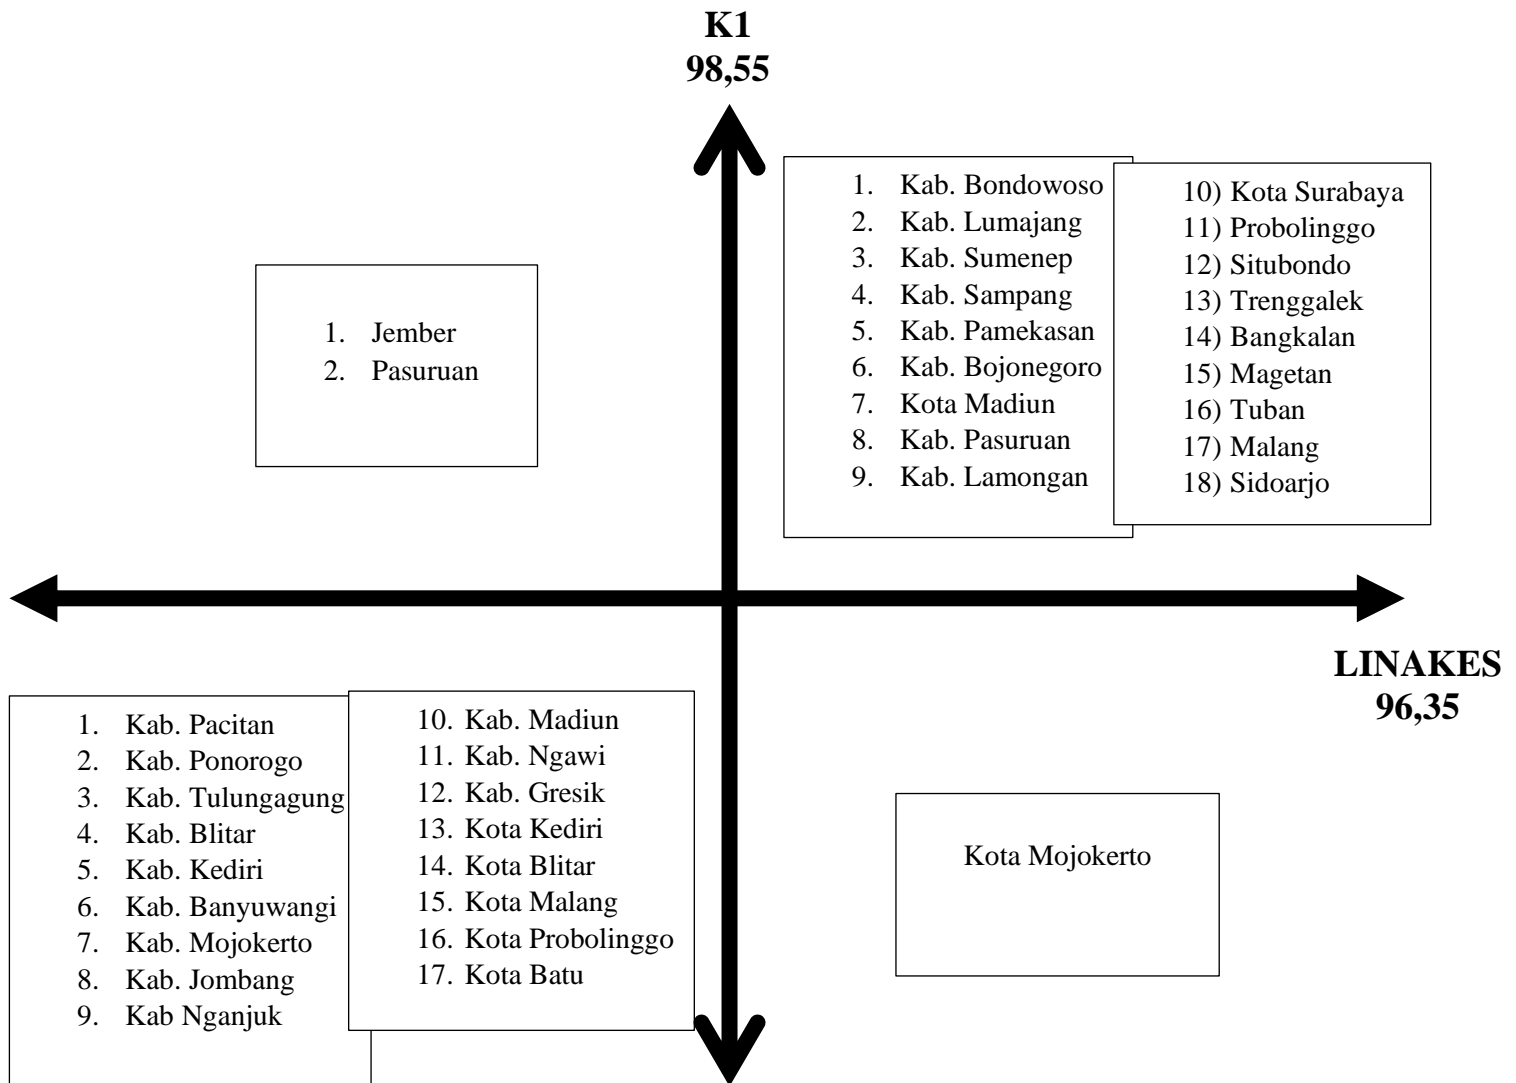 K1
98,55
1. Jember
2. Pasuruan
1. Kab. Bondowoso
2. Kab. Lumajang
3. Kab. Sumenep
4. Kab. Sampang
5. Kab. Pamekasan
6. Kab. Bojonegoro
7. Kota Madiun
8. Kab. Pasuruan
9. Kab. Lamongan
10) Kota Surabaya
11) Probolinggo
12) Situbondo
13) Trenggalek
14) Bangkalan
15) Magetan
16) Tuban
17) Malang
18) Sidoarjo
LINAKES
96,35
1. Kab. Pacitan
2. Kab. Ponorogo
3. Kab. Tulungagung
4. Kab. Blitar
5. Kab. Kediri
6. Kab. Banyuwangi
7. Kab. Mojokerto
8. Kab. Jombang
9. Kab Nganjuk
10. Kab. Madiun
11. Kab. Ngawi
12. Kab. Gresik
13. Kota Kediri
14. Kota Blitar
15. Kota Malang
16. Kota Probolinggo
17. Kota Batu
Kota Mojokerto